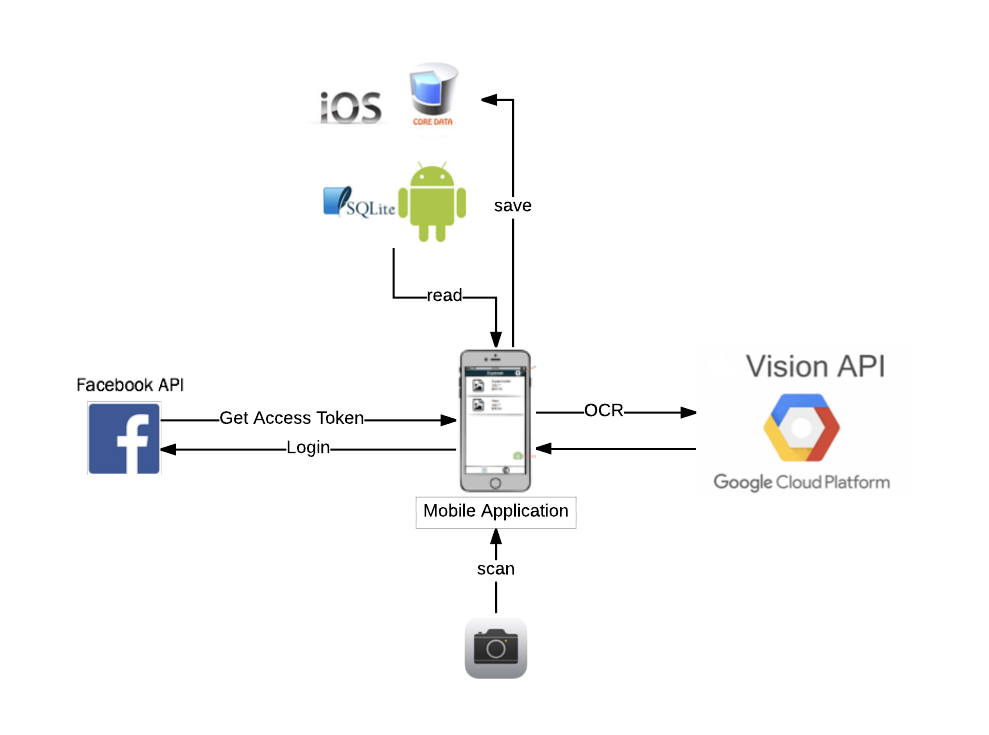 iOS
CORE DATA
SQLite
save
read
Facebook API
Get Access Token
Login
OCR
Vision API
Google Cloud Platform
Mobile Application
scan